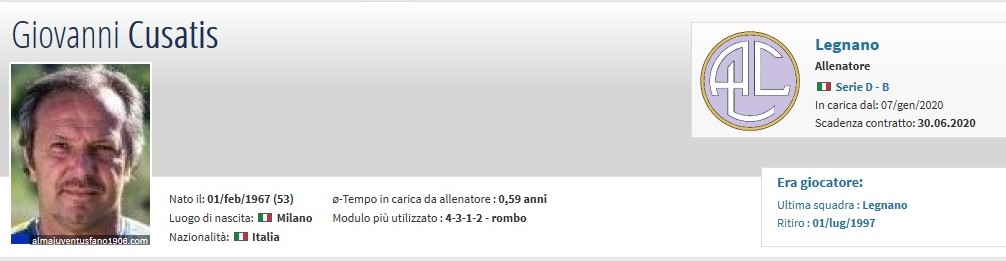 Giovanni Cusatis
ALC
Legnano
Allenatore
Serie D - B
In carica dal: 07/gen/2020
Scadenza contratto: 30.06.2020
almajuventusfano1906.com
Nato il: 01/feb/1967 (53)
Luogo di nascita: Milano
Nazionalità: Italia
ø-Tempo in carica da allenatore : 0,59 anni
Modulo più utilizzato : 4-3-1-2 - rombo
Era giocatore:
Ultima squadra : Legnano
Ritiro : 01/lug/1997